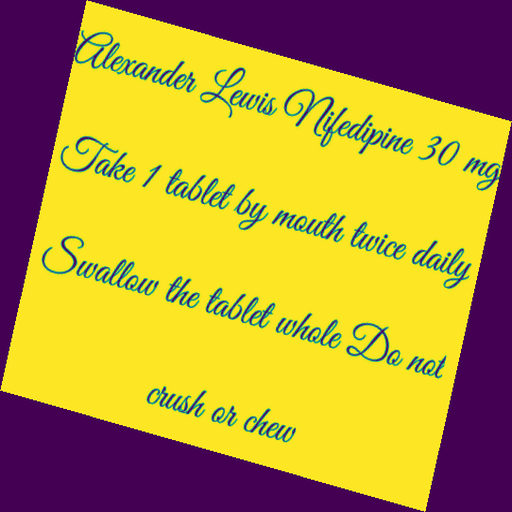 Alexander Lewis Nifedipine 30 mg
Take 1 tablet by mouth twice daily
Swallow the tablet whole Do not
crush or chew